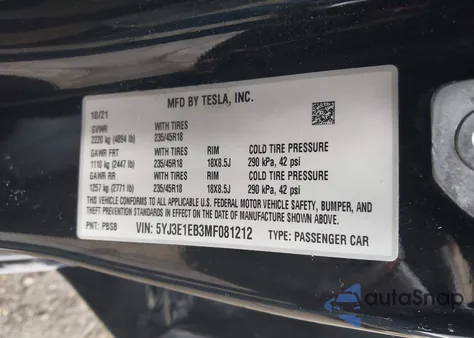 MFD BY TESLA, INC.
10/21
GVWR WITH TIRES
2220 kg (4894 lb) 235/45R18
GAWR FRT WITH TIRES RIM COLD TIRE PRESSURE
1110 kg (2447 lb) 235/45R18 18X8.5J 290 kPa, 42 psi
GAWR RR WITH TIRES RIM COLD TIRE PRESSURE
1257 kg (2771 lb) 235/45R18 18X8.5J 290 kPa, 42 psi
THIS VEHICLE CONFORMS TO ALL APPLICABLE U.S. FEDERAL MOTOR VEHICLE SAFETY, BUMPER, AND
THEFT PREVENTION STANDARDS IN EFFECT ON THE DATE OF MANUFACTURE SHOWN ABOVE.
PNT: PBSB VIN: 5YJ3E1EB3MF081212 TYPE: PASSENGER CAR
autoSnap